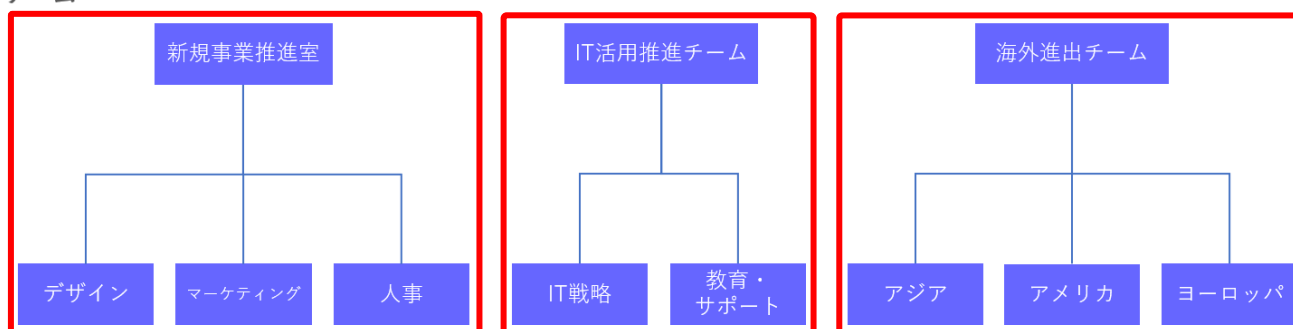 新規事業推進室
IT活用推進チーム
海外進出チーム
デザイン
マーケティング
人事
IT戦略
教育・
サポート
アジア
アメリカ
ヨーロッパ